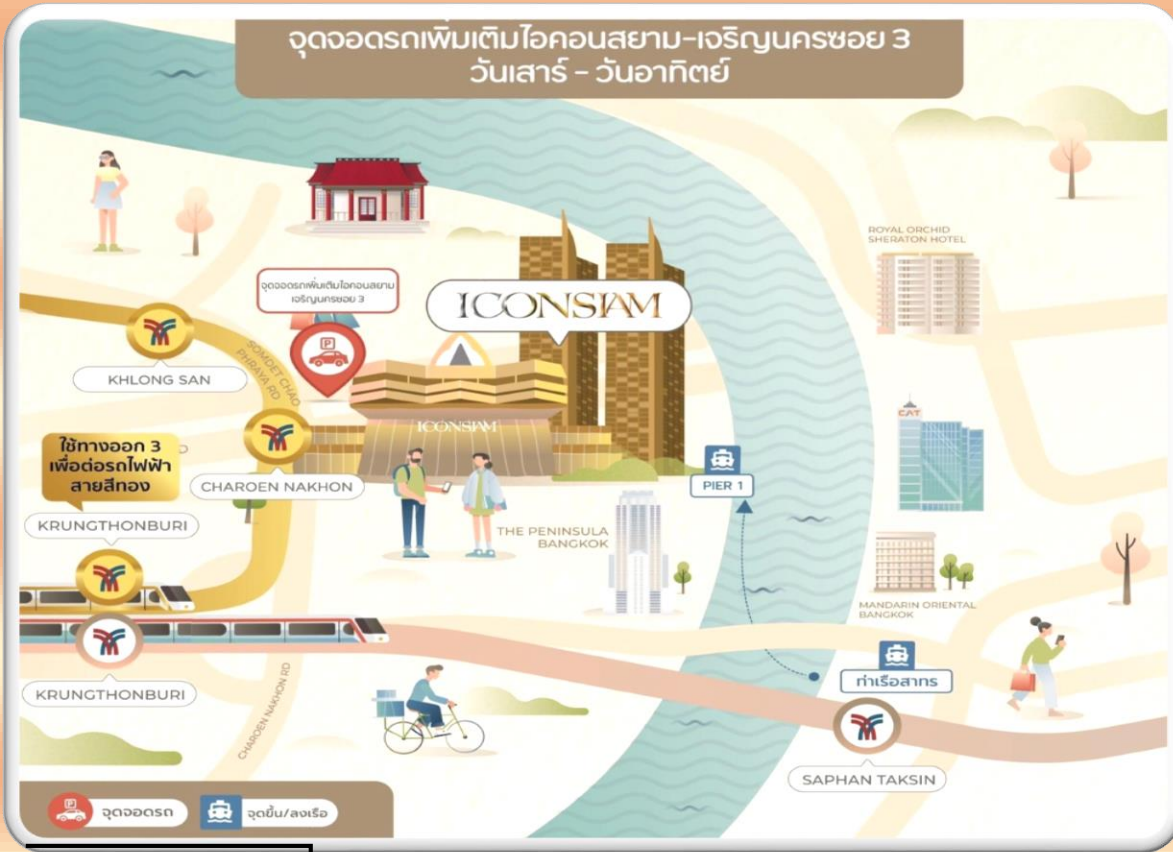 จุดจอดรถเพิ่มเติมไอคอนสยาม-เจริญนครซอย 3
วันเสาร์ - วันอาทิตย์
ROYAL ORCHID
SHERATON HOTEL
จุดจอดรถเพิ่มเติมไอคอนสยาม
เจริญนครซอย 3
ICONSIAM
P
SOMDET CHAO
PHRAYA RD
KHLONG SAN
CAT
ICONSIAM
ใช้ทางออก 3
เพื่อต่อรถไฟฟ้า
สายสีทอง
CHAROEN NAKHON
PIER 1
KRUNGTHONBURI
THE PENINSULA
BANGKOK
MANDARIN ORIENTAL
BANGKOK
ท่าเรือสาทร
KRUNGTHONBURI
CHAROEN NAKHON RD
SAPHAN TAKSIN
P
จุดจอดรถ
จุดขึ้น/ลงเรือ